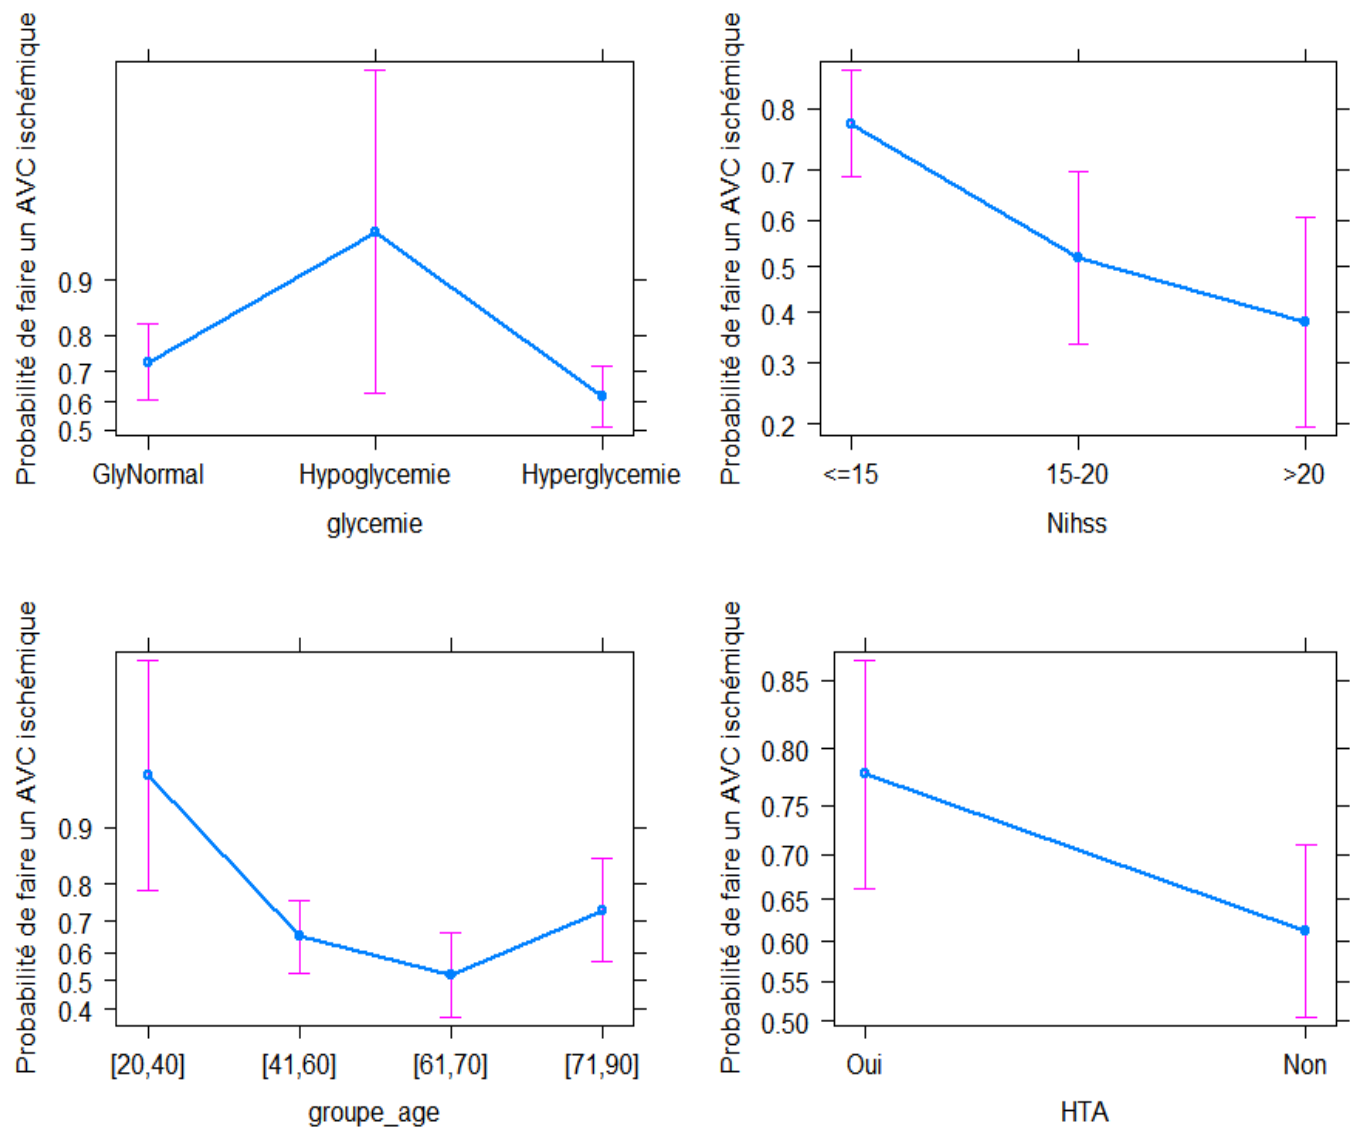 Probabilité de faire un AVC ischémique
0.9
0.8
0.7
0.6
0.5
GlyNormal
Hypoglycemie
Hyperglycemie
glycemie
Probabilité de faire un AVC ischémique
0.8
0.7
0.6
0.5
0.4
0.3
0.2
<=15
15-20
>20
Nihss
Probabilité de faire un AVC ischémique
0.9
0.8
0.7
0.6
0.5
0.4
[20,40]
[41,60]
[61,70]
[71,90]
groupe_age
Probabilité de faire un AVC ischémique
0.85
0.80
0.75
0.70
0.65
0.60
0.55
0.50
Oui
Non
HTA